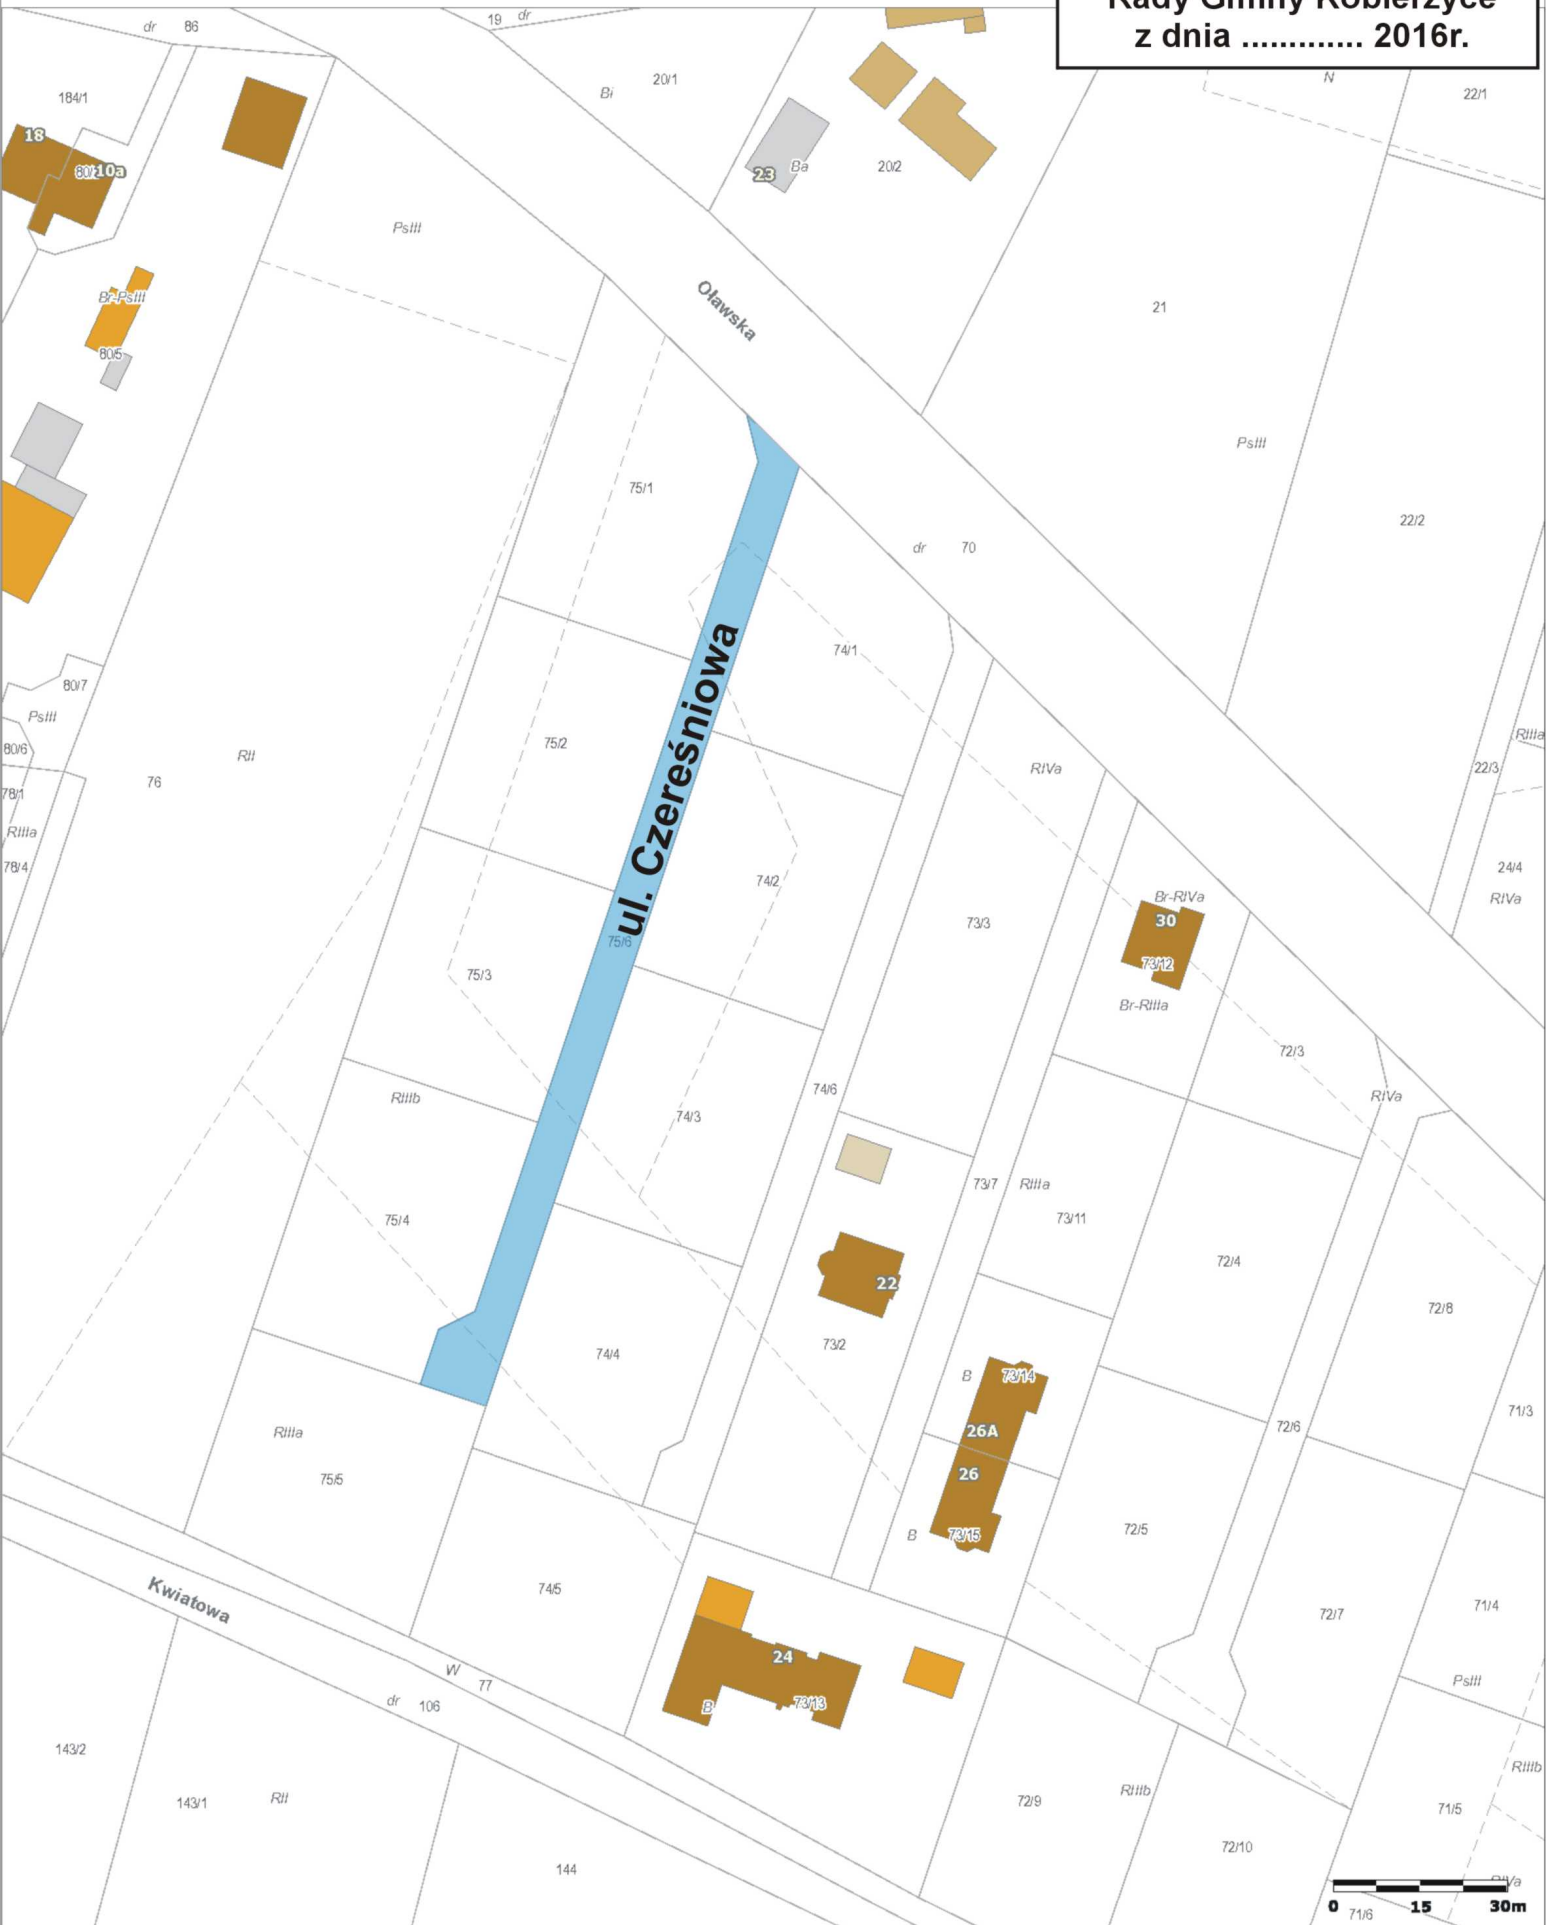 Rady Gminy Kobierzyce
z dnia ............. 2016r.
dr 86
19 dr
184/1
18
80/2
10a
20/1
Bi
N
22/1
23
Ba
20/2
PsIII
Br-PsIII
80/5
Oławska
21
PsIII
75/1
22/2
dr 70
74/1
80/7
PsIII
80/6
RII
76
75/2
ul. Czereśniowa
RIVa
RIIIa
22/3
78/1
RIIIa
78/4
74/2
73/3
24/4
RIVa
Br-RIVa
30
73/12
75/6
75/3
Br-RIIIa
72/3
RIIIb
74/6
74/3
RIVa
73/7
RIIIa
73/11
75/4
72/4
22
72/8
73/2
74/4
B
73/14
71/3
72/6
RIIIa
26A
75/5
26
B
73/15
72/5
Kwiatowa
74/5
72/7
71/4
24
W
77
PsIII
dr 106
B
73/13
143/2
RIIIb
RIIIb
143/1
RII
72/9
71/5
72/10
144
RIVa
0 15 30m
71/6